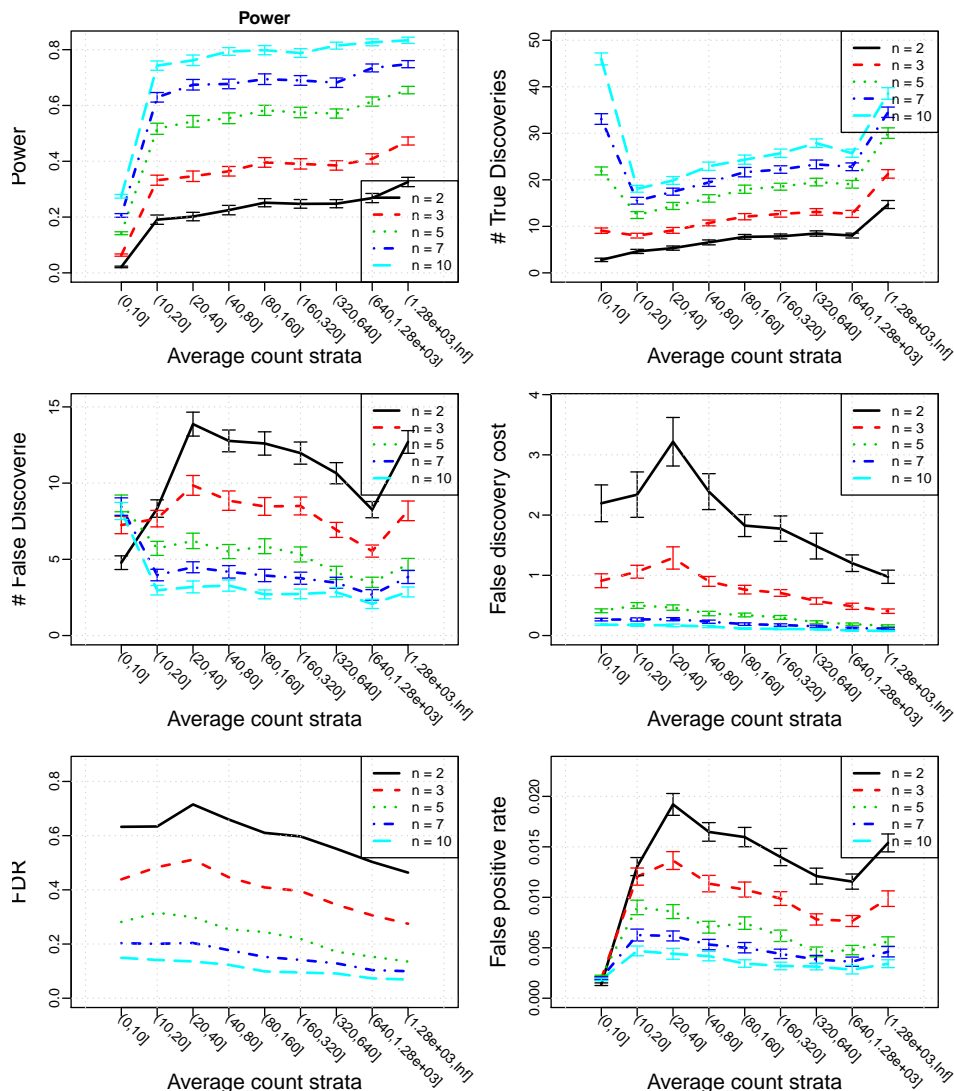 Power
Power
0.0 0.2 0.4 0.6 0.8
n = 2
n = 3
n = 5
n = 7
n = 10
(0,10] (10,20] (20,40] (40,80] (80,160] (160,320] (320,640] (640,1.28e+03] (1.28e+03,Inf]
Average count strata
# True Discoveries
0 10 20 30 40 50
n = 2
n = 3
n = 5
n = 7
n = 10
(0,10] (10,20] (20,40] (40,80] (80,160] (160,320] (320,640] (640,1.28e+03] (1.28e+03,Inf]
Average count strata
# False Discoverie
0 5 10 15
n = 2
n = 3
n = 5
n = 7
n = 10
(0,10] (10,20] (20,40] (40,80] (80,160] (160,320] (320,640] (640,1.28e+03] (1.28e+03,Inf]
Average count strata
False discovery cost
0 1 2 3 4
n = 2
n = 3
n = 5
n = 7
n = 10
(0,10] (10,20] (20,40] (40,80] (80,160] (160,320] (320,640] (640,1.28e+03] (1.28e+03,Inf]
Average count strata
FDR
0.0 0.2 0.4 0.6 0.8
n = 2
n = 3
n = 5
n = 7
n = 10
(0,10] (10,20] (20,40] (40,80] (80,160] (160,320] (320,640] (640,1.28e+03] (1.28e+03,Inf]
Average count strata
False positive rate
0.000 0.005 0.010 0.015 0.020
n = 2
n = 3
n = 5
n = 7
n = 10
(0,10] (10,20] (20,40] (40,80] (80,160] (160,320] (320,640] (640,1.28e+03] (1.28e+03,Inf]
Average count strata